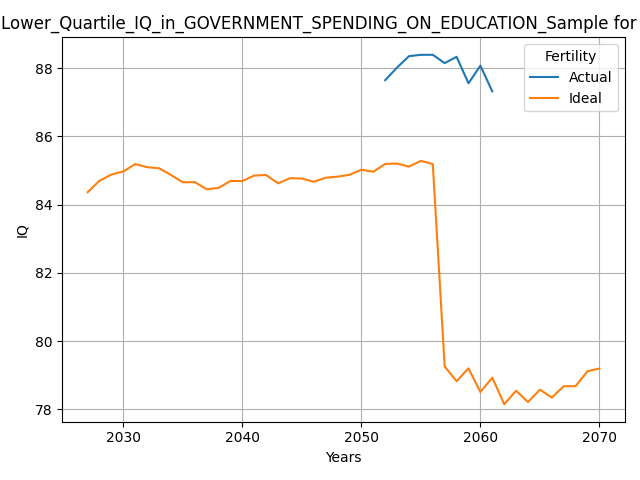 Lower_Quartile_IQ_in_GOVERNMENT_SPENDING_ON_EDUCATION_Sample for
Fertility
Actual
Ideal
88
86
84
82
80
78
IQ
2030 2040 2050 2060 2070
Years